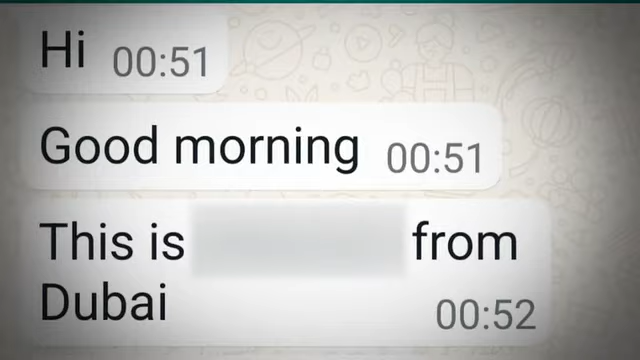 Hi 00:51
Good morning 00:51
This is from
Dubai 00:52